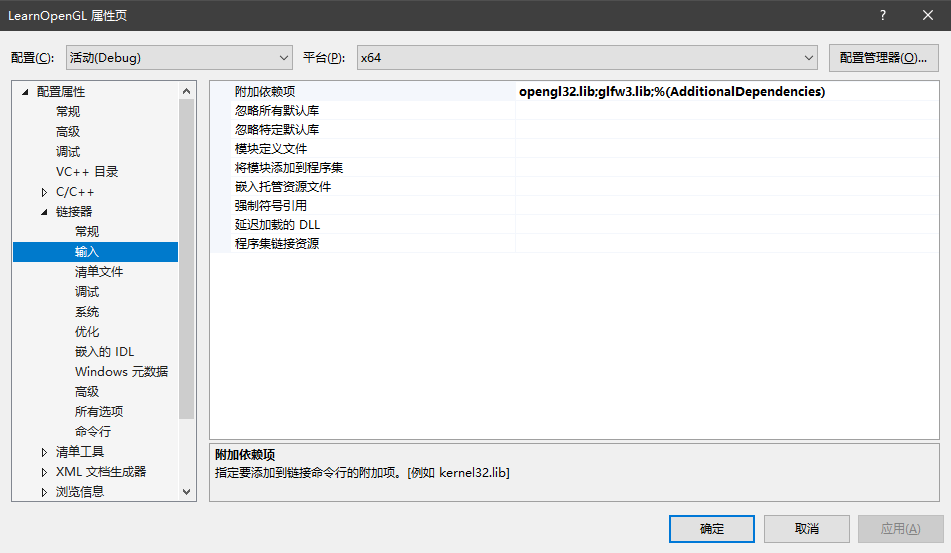 LearnOpenGL 属性页
? ×
配置(C): 活动(Debug) 平台(P): x64 配置管理器(O)...
配置属性
常规
高级
调试
VC++ 目录
C/C++
链接器
常规
输入
清单文件
调试
系统
优化
嵌入的 IDL
Windows 元数据
高级
所有选项
命令行
清单工具
XML 文档生成器
浏览信息
附加依赖项 opengl32.lib;glfw3.lib;%(AdditionalDependencies)
忽略所有默认库
忽略特定默认库
模块定义文件
将模块添加到程序集
嵌入托管资源文件
强制符号引用
延迟加载的 DLL
程序集链接资源
附加依赖项
指定要添加到链接命令行的附加项。[例如 kernel32.lib]
确定 取消 应用(A)